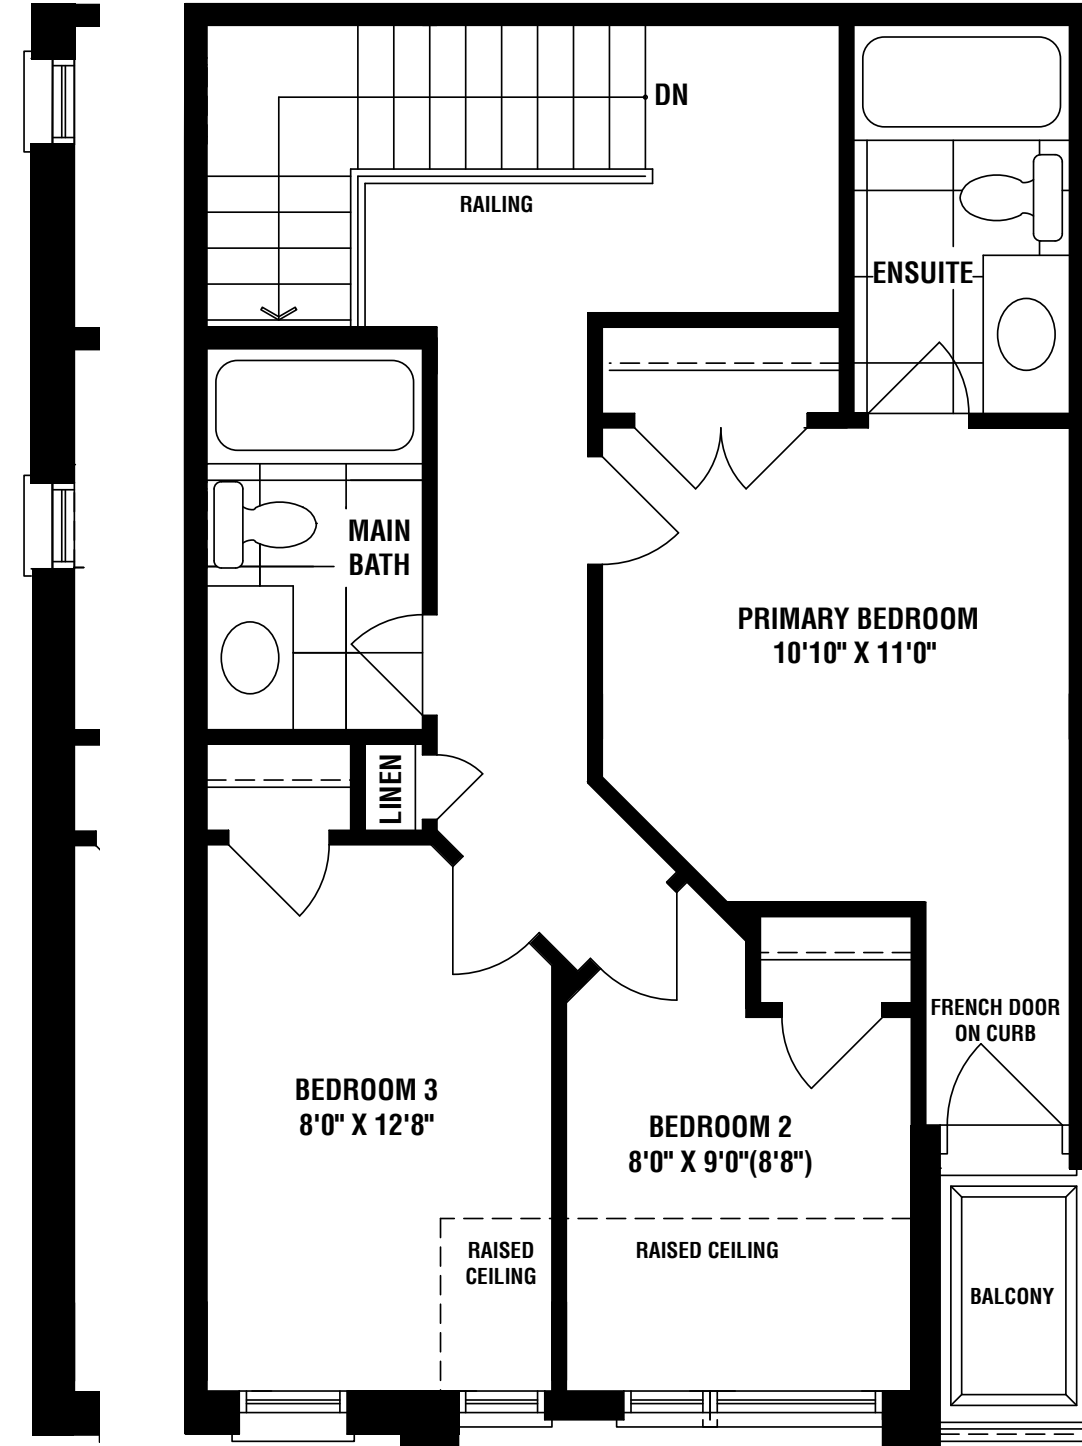 DN
RAILING
ENSUITE
MAIN
BATH
PRIMARY BEDROOM
10'10" X 11'0"
LINEN
FRENCH DOOR
ON CURB
BEDROOM 3
8'0" X 12'8"
BEDROOM 2
8'0" X 9'0"(8'8")
RAISED
CEILING
RAISED CEILING
BALCONY